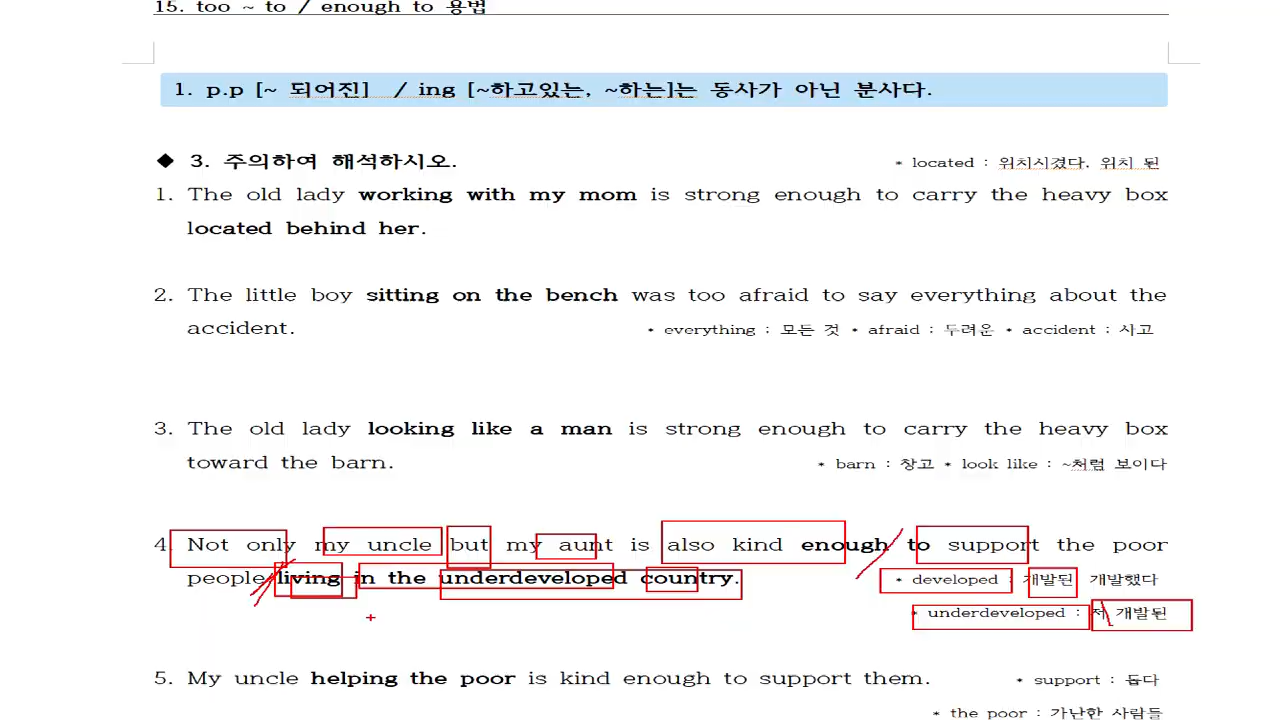 15. too ~ to / enough to 용법
1. p.p [~ 되어진] / ing [~하고있는, ~하는]는 동사가 아닌 분사다.
◆ 3. 주의하여 해석하시오.
* located : 위치시켰다. 위치 된
1. The old lady working with my mom is strong enough to carry the heavy box
located behind her.
2. The little boy sitting on the bench was too afraid to say everything about the
accident.
* everything : 모든 것 * afraid : 두려운 * accident : 사고
3. The old lady looking like a man is strong enough to carry the heavy box
toward the barn.
* barn : 창고 * look like : ~처럼 보이다
4. Not only my uncle but my aunt is also kind enough to support the poor
people living in the underdeveloped country.
* developed : 개발된 개발했다
* underdeveloped : 저 개발된
5. My uncle helping the poor is kind enough to support them.
* support : 돕다
* the poor : 가난한 사람들